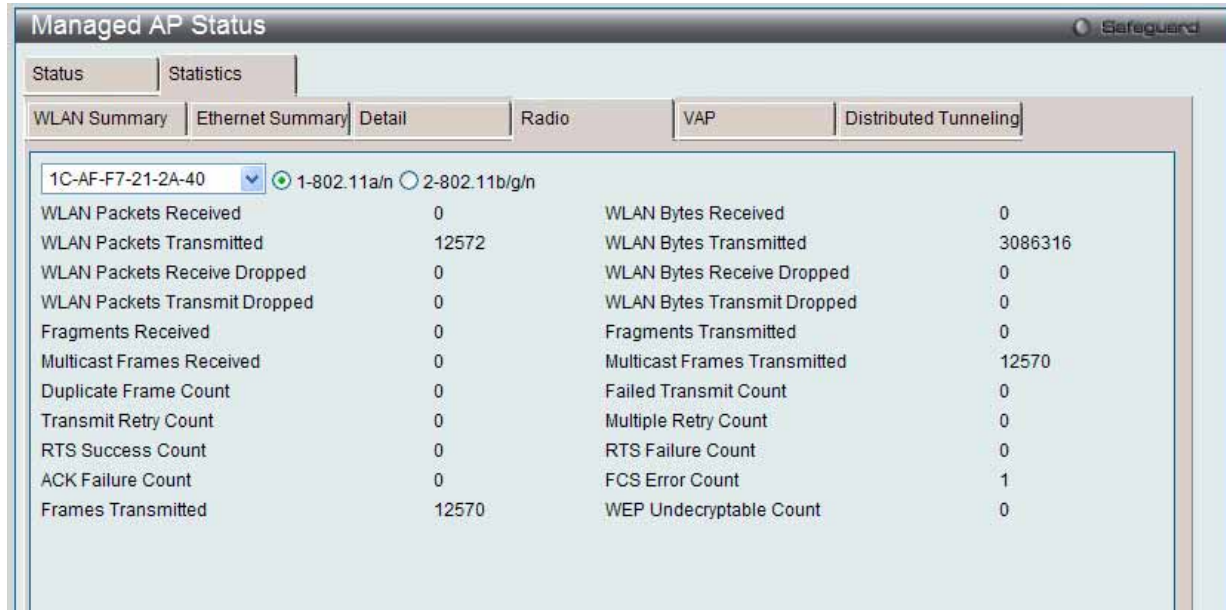 Managed AP Status Safeguard
Status Statistics
WLAN Summary Ethernet Summary Detail Radio VAP Distributed Tunneling
1C-AF-F7-21-2A-40 1-802.11a/n 2-802.11b/g/n
WLAN Packets Received 0 WLAN Bytes Received 0
WLAN Packets Transmitted 12572 WLAN Bytes Transmitted 3086316
WLAN Packets Receive Dropped 0 WLAN Bytes Receive Dropped 0
WLAN Packets Transmit Dropped 0 WLAN Bytes Transmit Dropped 0
Fragments Received 0 Fragments Transmitted 0
Multicast Frames Received 0 Multicast Frames Transmitted 12570
Duplicate Frame Count 0 Failed Transmit Count 0
Transmit Retry Count 0 Multiple Retry Count 0
RTS Success Count 0 RTS Failure Count 0
ACK Failure Count 0 FCS Error Count 1
Frames Transmitted 12570 WEP Undecryptable Count 0